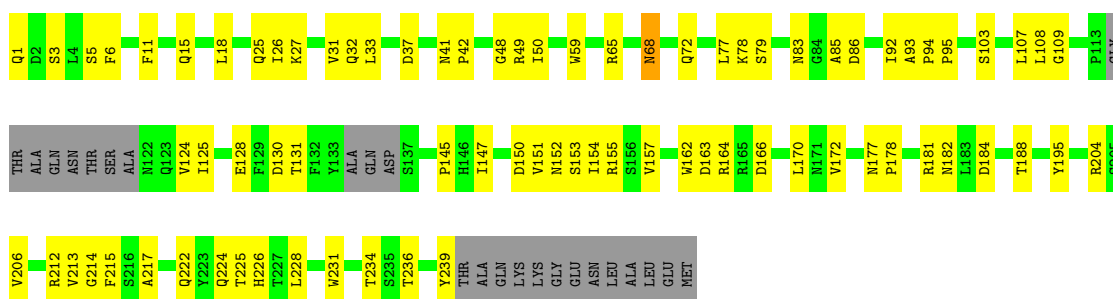 Q1 D2 S3 L4 S5 F6 F11 Q15 L18 Q25 I26 K27 V31 Q32 L33 D37 N41 P42 G48 R49 I50 W59 R65 N68 Q72 L77 K78 S79 N83 G84 A85 D86 I92 A93 P94 P95 S103 L107 L108 G109 P113
THR ALA GLN ASN THR SER ALA N122 Q123 V124 I125 E128 F129 D130 T131 F132 Y133 ALA GLN ASP S137 P145 H146 I147 D150 V151 N152 S153 I154 R155 S156 V157 W162 D163 R164 R165 D166 L170 N171 V172 N177 P178 R181 N182 L183 D184 T188 Y195 R204
V206 R212 V213 G214 F215 S216 A217 Q222 Y223 Q224 T225 H226 T227 L228 W231 T234 S235 T236 Y239 THR ALA GLN LYS LYS GLY GLU ASN LEU ALA LEU GLU MET